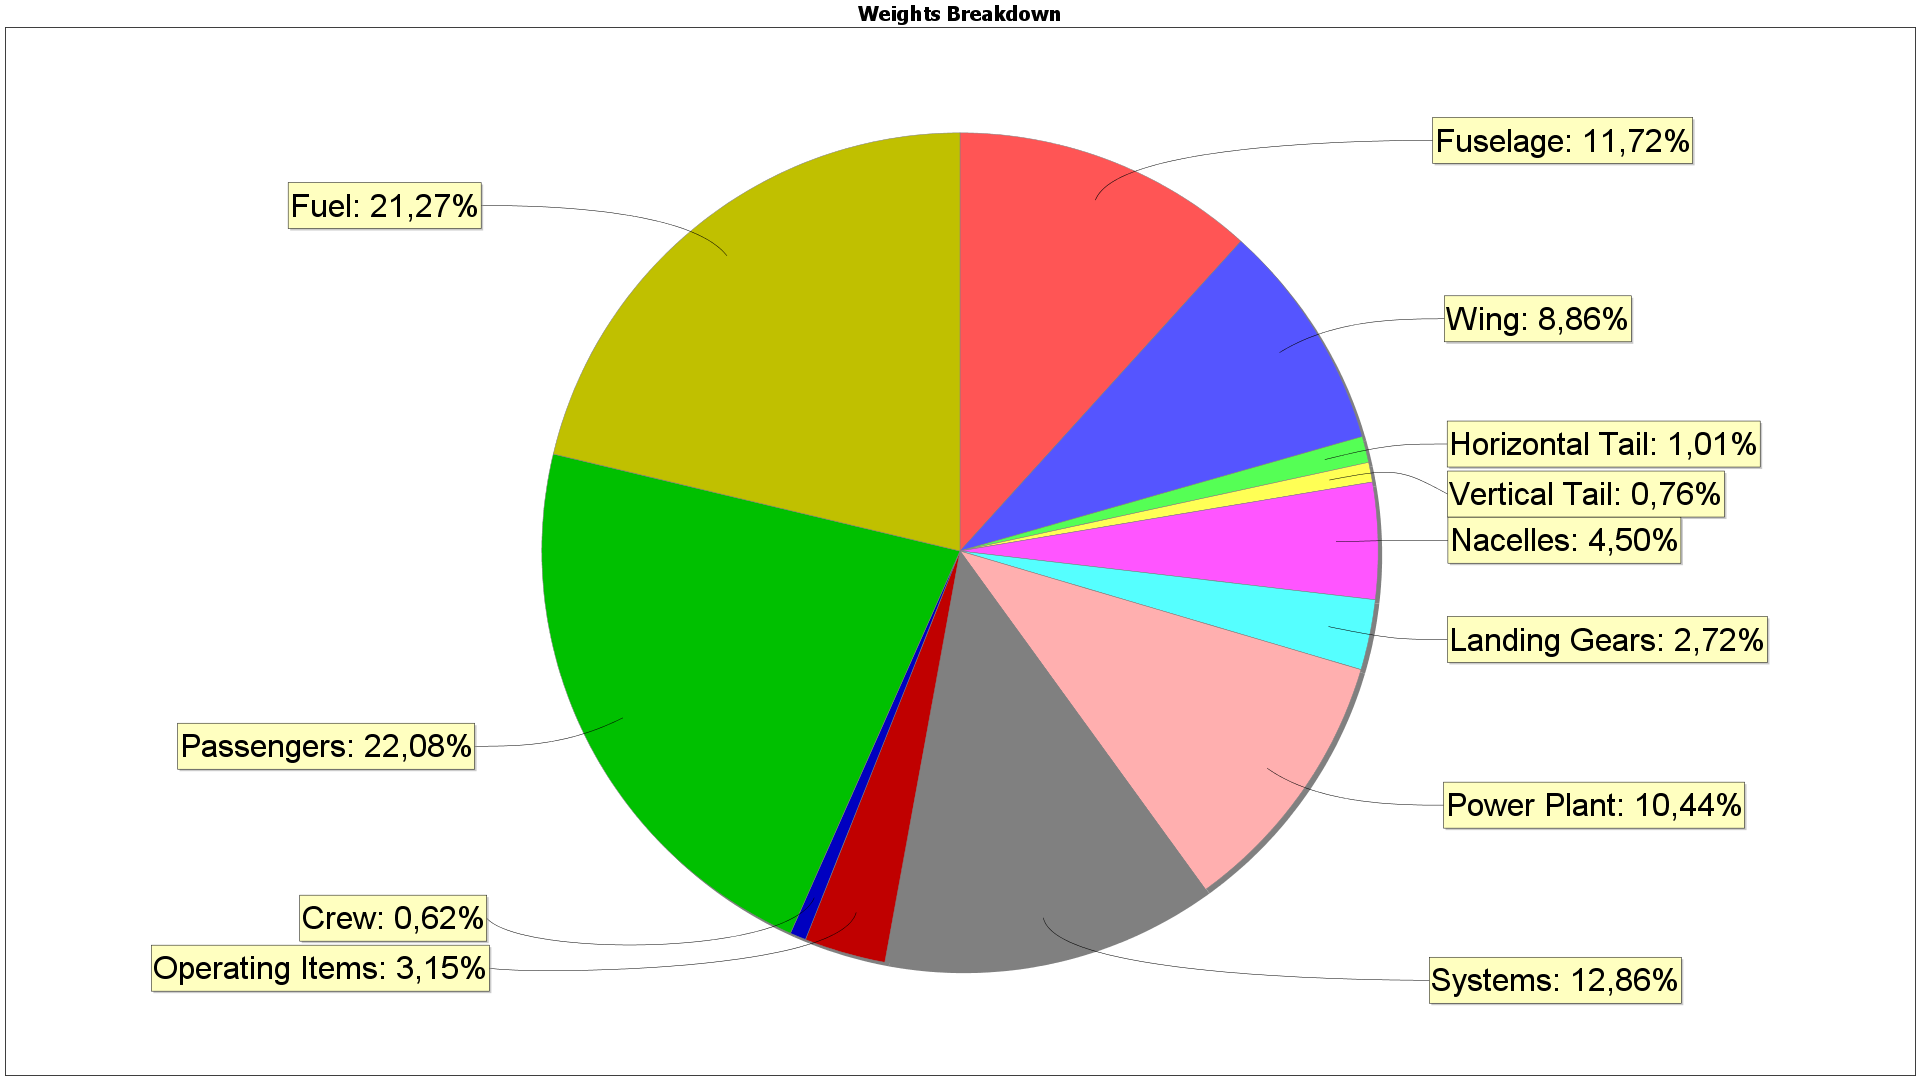 Weights Breakdown
Fuselage: 11,72%
Fuel: 21,27%
Wing: 8,86%
Horizontal Tail: 1,01%
Vertical Tail: 0,76%
Nacelles: 4,50%
Landing Gears: 2,72%
Passengers: 22,08%
Power Plant: 10,44%
Crew: 0,62%
Operating Items: 3,15%
Systems: 12,86%